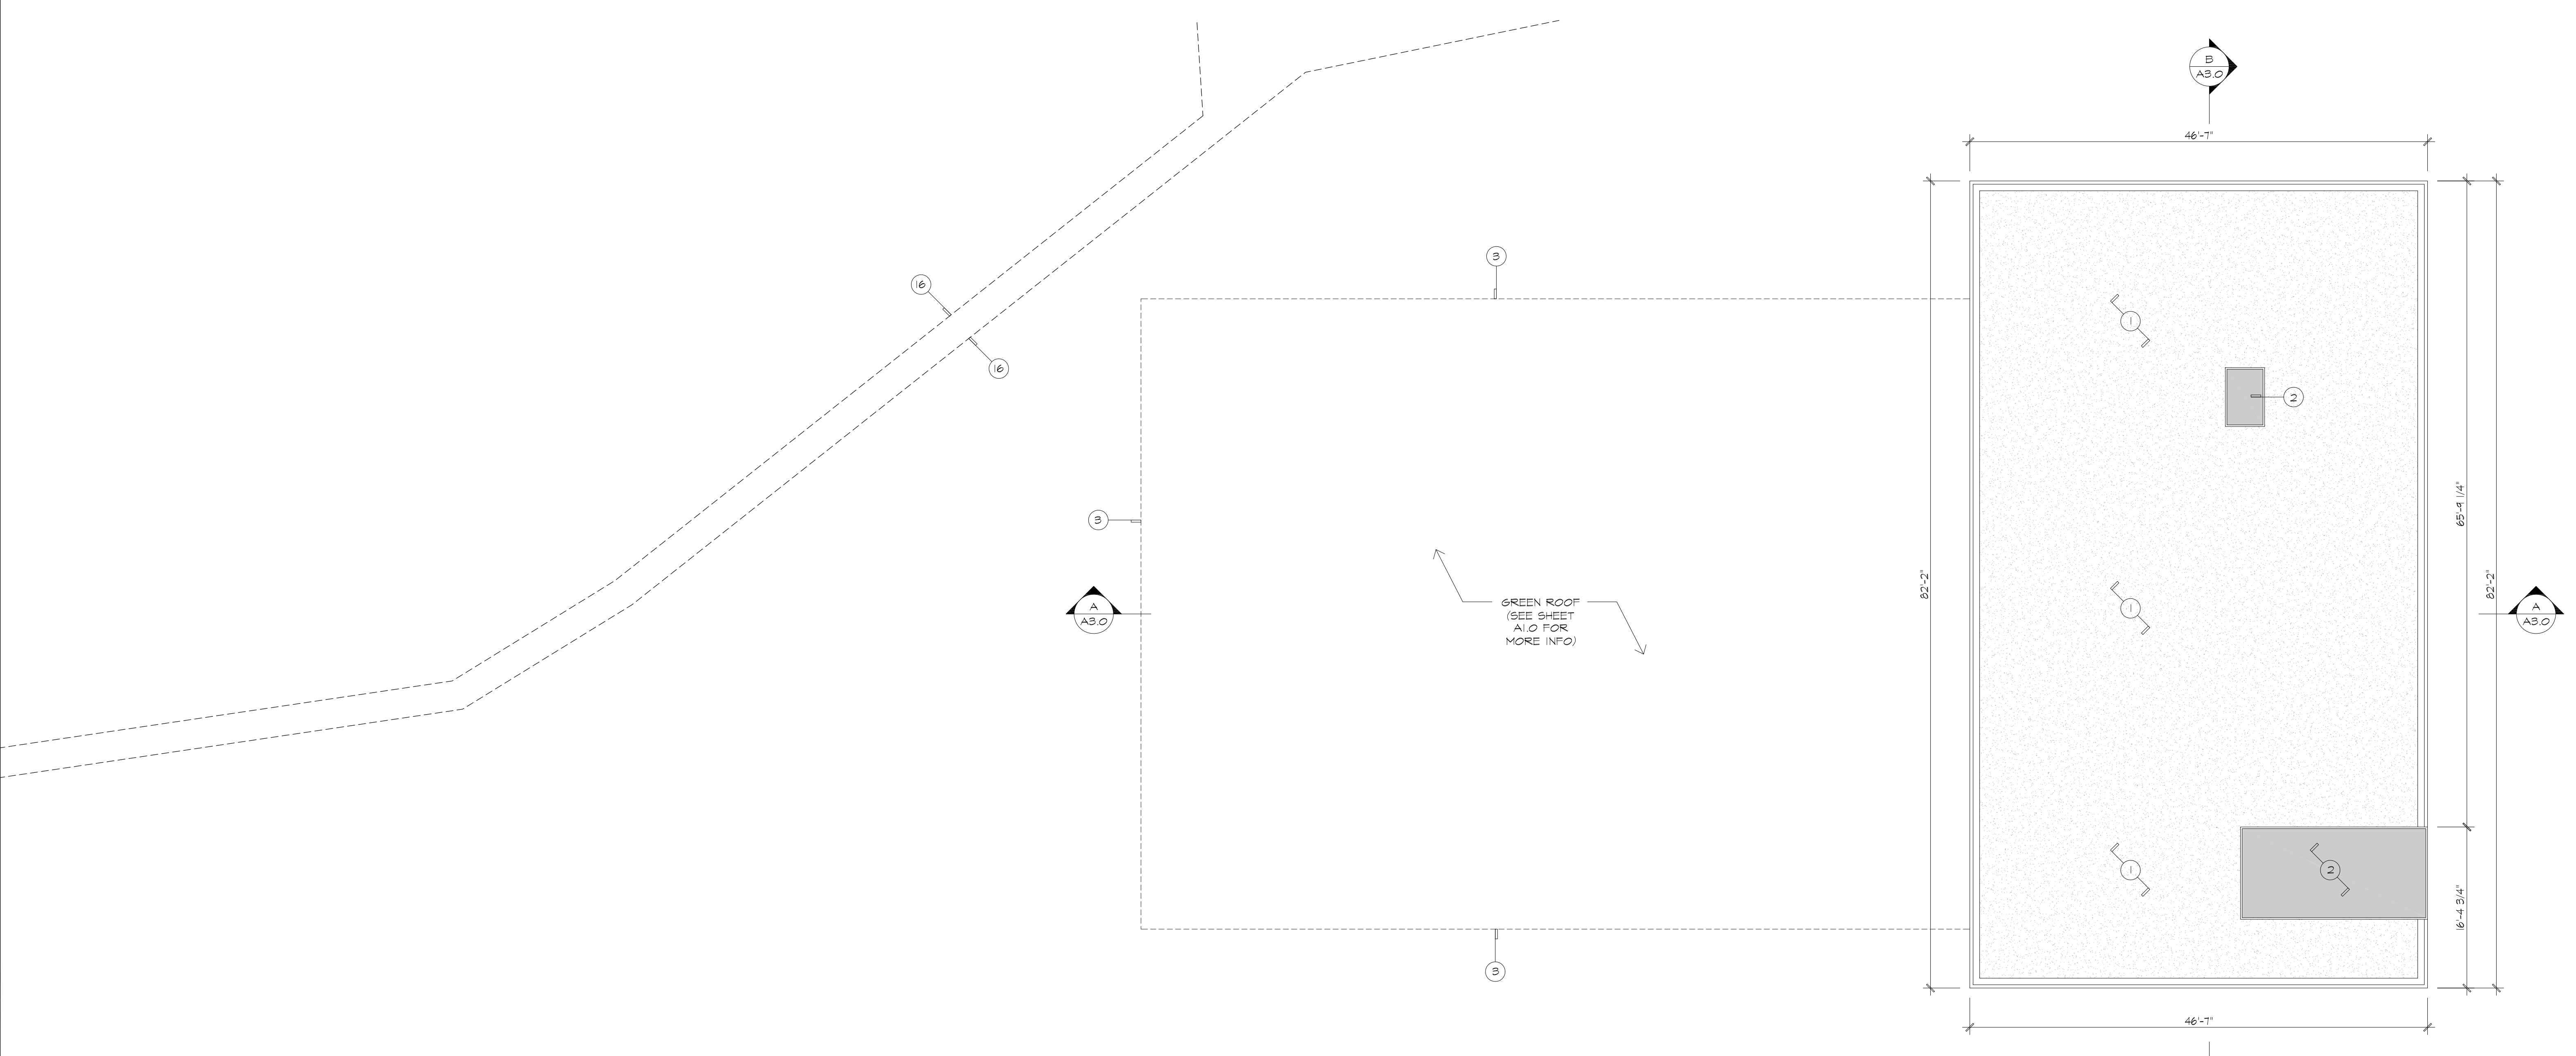 B
A3.0
46'-7"
3
16
1
16
2
3
65'-9 1/4"
82'-2"
82'-2"
GREEN ROOF
(SEE SHEET
A1.0 FOR
MORE INFO)
A
A3.0
1
A
A3.0
1
2
16'-4 3/4"
3
46'-7"